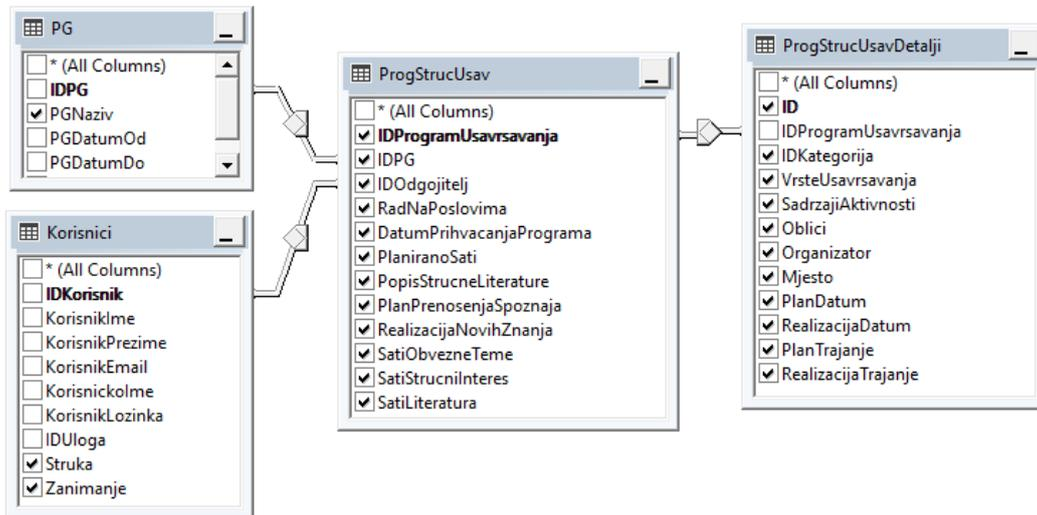 PG
* (All Columns)
IDPG
PGNaziv
PGDatumOd
PGDatumDo
Korisnici
* (All Columns)
IDKorisnik
KorisnikIme
KorisnikPrezime
KorisnikEmail
KorisnickoIme
KorisnikLozinka
IDUloga
Struka
Zanimanje
ProgStrucUsav
* (All Columns)
IDProgramUsavrsavanja
IDPG
IDOdgojitelj
RadNaPoslovima
DatumPrihvacanjaPrograma
PlaniranoSati
PopisStrucneLiterature
PlanPrenosenjaSpoznaja
RealizacijaNovihZnanja
SatiObvezneTeme
SatiStrucniInteres
SatiLiteratura
ProgStrucUsavDetalji
* (All Columns)
ID
IDProgramUsavrsavanja
IDKategorija
VrsteUsavrsavanja
SadrzajiAktivnosti
Oblici
Organizator
Mjesto
PlanDatum
RealizacijaDatum
PlanTrajanje
RealizacijaTrajanje